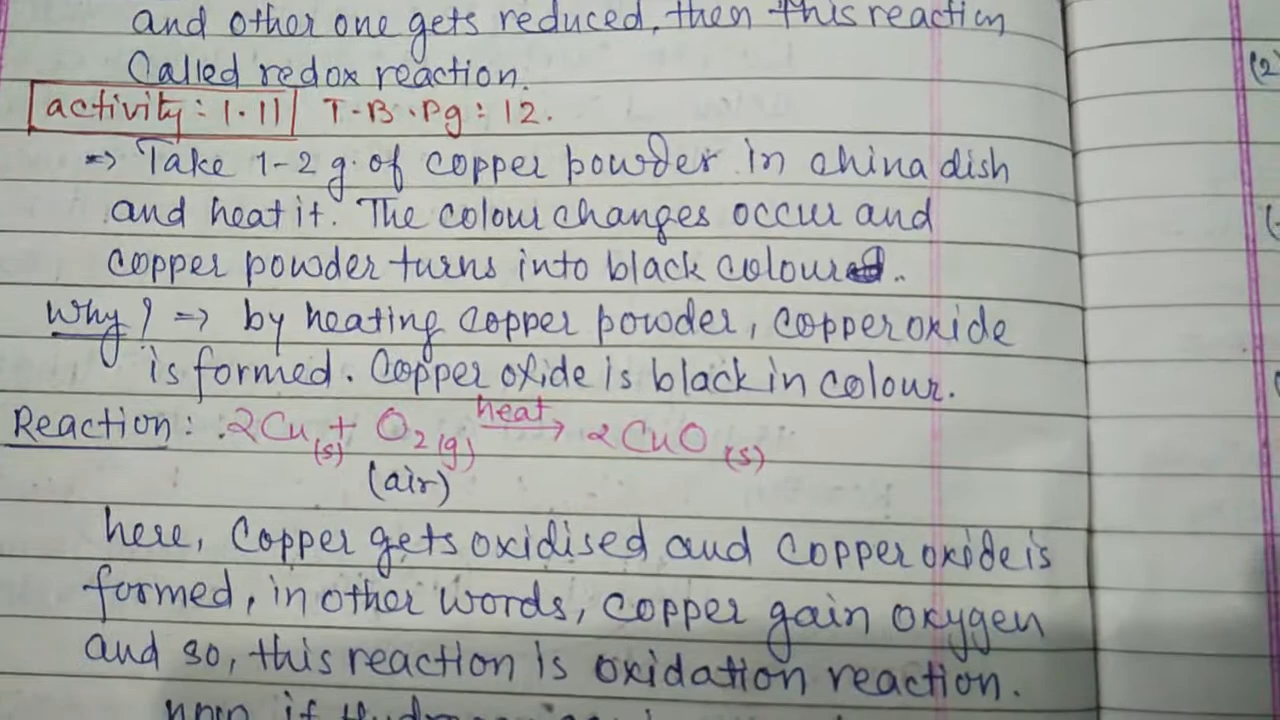 and other one gets reduced, then this reaction
Called redox reaction.
activity: 1.11 T.B.Pg: 12.
=> Take 1-2 g. of copper powder in china dish
and heat it. The colour changes occur and
copper powder turns into black colour.
Why? => by heating copper powder, copper oxide
is formed. Copper oxide is black in colour.
Reaction: 2Cu(s) + O2(g) heat→ 2CuO(s)
(air)
here, Copper gets oxidised and copper oxide is
formed, in other words, copper gain oxygen
and so, this reaction is oxidation reaction.
(2